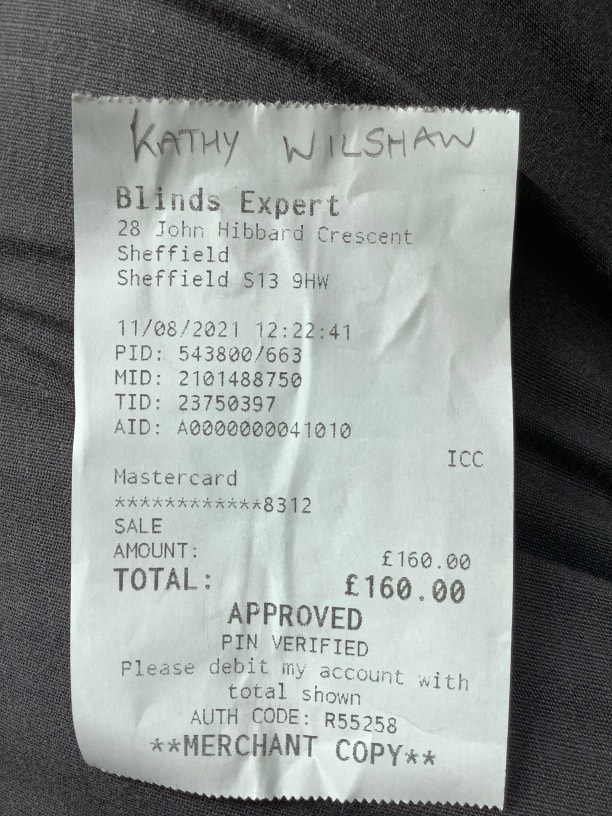 KATHY WILSHAW
Blinds Expert
28 John Hibbard Crescent
Sheffield
Sheffield S13 9HW
11/08/2021 12:22:41
PID: 543800/663
MID: 2101488750
TID: 23750397
AID: A0000000041010
ICC
Mastercard
************8312
SALE
AMOUNT: £160.00
TOTAL: £160.00
APPROVED
PIN VERIFIED
Please debit my account with
total shown
AUTH CODE: R55258
**MERCHANT COPY**